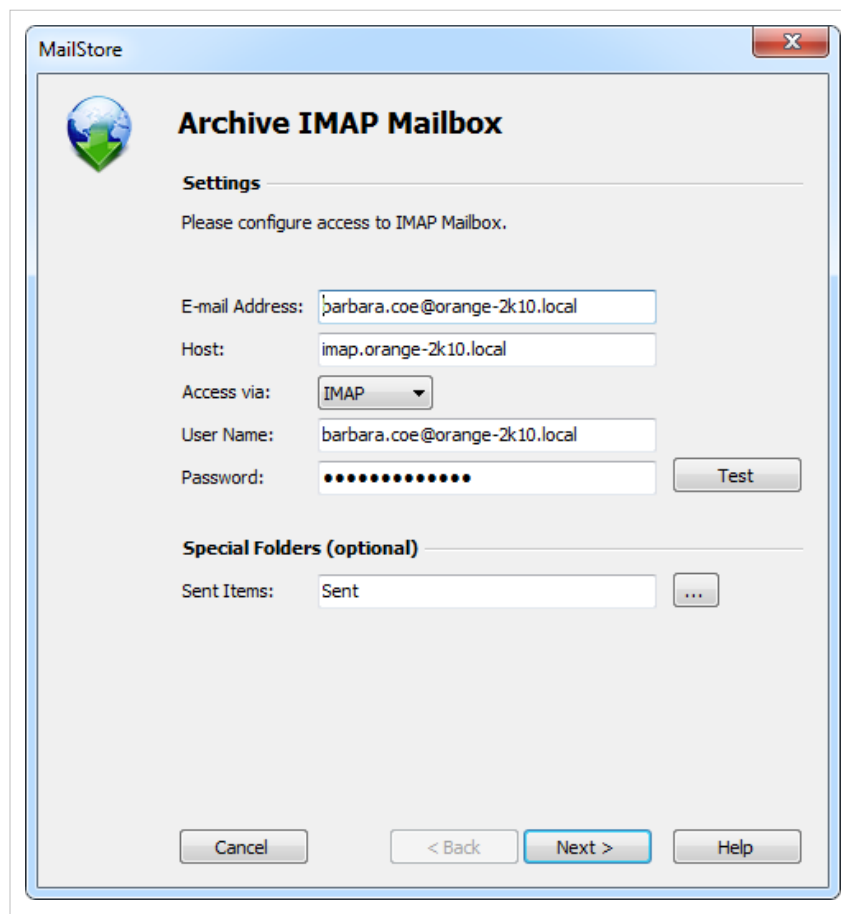 MailStore
Archive IMAP Mailbox
Settings
Please configure access to IMAP Mailbox.
E-mail Address: barbara.coe@orange-2k10.local
Host: imap.orange-2k10.local
Access via: IMAP
User Name: barbara.coe@orange-2k10.local
Password: ●●●●●●●●●●●●● Test
Special Folders (optional)
Sent Items: Sent ...
Cancel < Back Next > Help